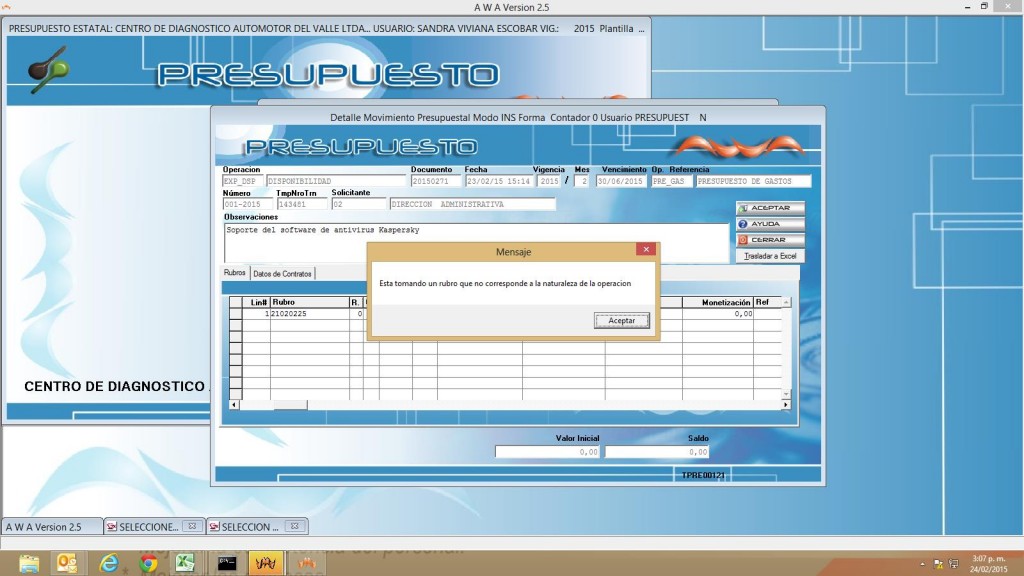 A W A Version 2.5
PRESUPUESTO ESTATAL: CENTRO DE DIAGNOSTICO AUTOMOTOR DEL VALLE LTDA... USUARIO: SANDRA VIVIANA ESCOBAR VIG.: 2015 Plantilla ...
PRESUPUESTO
Detalle Movimiento Presupuestal Modo INS Forma Contador 0 Usuario PRESUPUEST N
PRESUPUESTO
Operacion Documento Fecha Vigencia Mes Vencimiento Op. Referencia
EXP_DSP DISPONIBILIDAD 20150271 23/02/15 15:14 2015 / 2 30/06/2015 PRE_GAS PRESUPUESTO DE GASTOS
Número TmpNroTrn Solicitante
001-2015 143481 02 DIRECCION ADMINISTRATIVA
Observaciones
Soporte del software de antivirus Kaspersky
ACEPTAR
AYUDA
CERRAR
Trasladar a Excel
Mensaje
Esta tomando un rubro que no corresponde a la naturaleza de la operacion
Aceptar
Rubros Datos de Contratos
Lin# Rubro R. Monetización Ref
1 21020225 0 0,00
CENTRO DE DIAGNOSTICO
Valor Inicial Saldo
0,00 0,00
TPRE00121
A W A Version 2.5 SELECCIONE... SELECCION ...
3:07 p. m.
24/02/2015